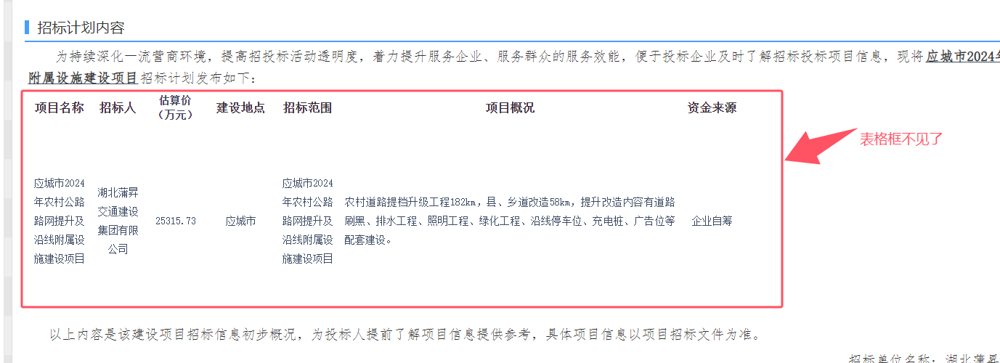 招标计划内容
为持续深化一流营商环境，提高招投标活动透明度，着力提升服务企业、服务群众的服务效能，便于投标企业及时了解招标投标项目信息，现将应城市2024年
附属设施建设项目招标计划发布如下：
项目名称 招标人 估算价（万元） 建设地点 招标范围 项目概况 资金来源
表格框不见了
应城市2024
年农村公路
路网提升及
沿线附属设
施建设项目
湖北蒲昇
交通建设
集团有限
公司
25315.73
应城市
应城市2024
年农村公路
路网提升及
沿线附属设
施建设项目
农村道路提档升级工程182km，县、乡道改造58km，提升改造内容有道路
刷黑、排水工程、照明工程、绿化工程、沿线停车位、充电桩、广告位等
配套建设。
企业自筹
以上内容是该建设项目招标信息初步概况，为投标人提前了解项目信息提供参考，具体项目信息以项目招标文件为准。
招标单位名称：湖北蒲昇